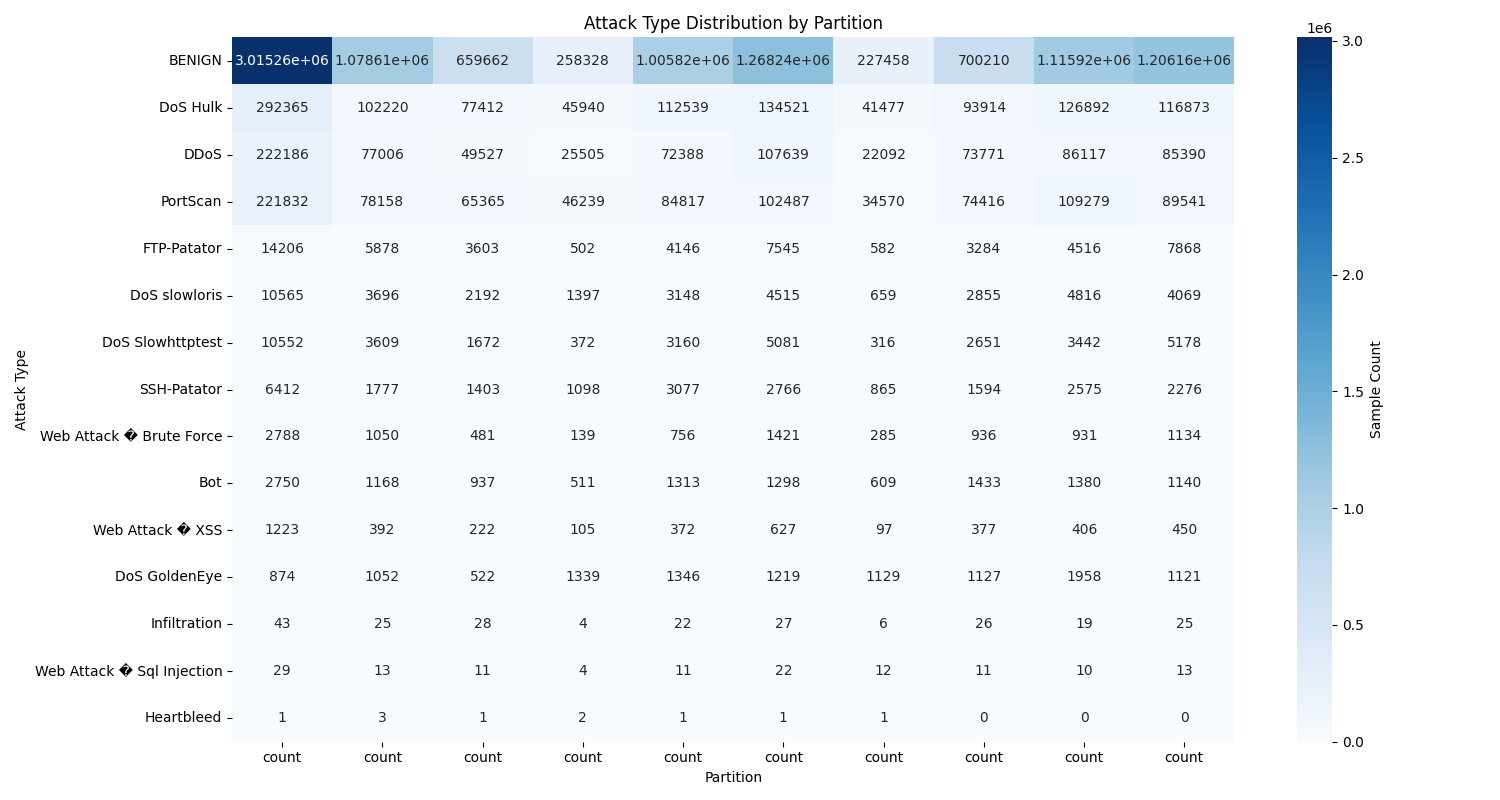 Attack Type Distribution by Partition
1e6
BENIGN 3.01526e+06 1.07861e+06 659662 258328 1.00582e+06 1.26824e+06 227458 700210 1.11592e+06 1.20616e+06
DoS Hulk 292365 102220 77412 45940 112539 134521 41477 93914 126892 116873
DDoS 222186 77006 49527 25505 72388 107639 22092 73771 86117 85390
PortScan 221832 78158 65365 46239 84817 102487 34570 74416 109279 89541
FTP-Patator 14206 5878 3603 502 4146 7545 582 3284 4516 7868
DoS slowloris 10565 3696 2192 1397 3148 4515 659 2855 4816 4069
DoS Slowhttptest 10552 3609 1672 372 3160 5081 316 2651 3442 5178
SSH-Patator 6412 1777 1403 1098 3077 2766 865 1594 2575 2276
Web Attack � Brute Force 2788 1050 481 139 756 1421 285 936 931 1134
Bot 2750 1168 937 511 1313 1298 609 1433 1380 1140
Web Attack � XSS 1223 392 222 105 372 627 97 377 406 450
DoS GoldenEye 874 1052 522 1339 1346 1219 1129 1127 1958 1121
Infiltration 43 25 28 4 22 27 6 26 19 25
Web Attack � Sql Injection 29 13 11 4 11 22 12 11 10 13
Heartbleed 1 3 1 2 1 1 1 0 0 0
count count count count count count count count count count
Partition
Attack Type
3.0
2.5
2.0
1.5
1.0
0.5
0.0
Sample Count